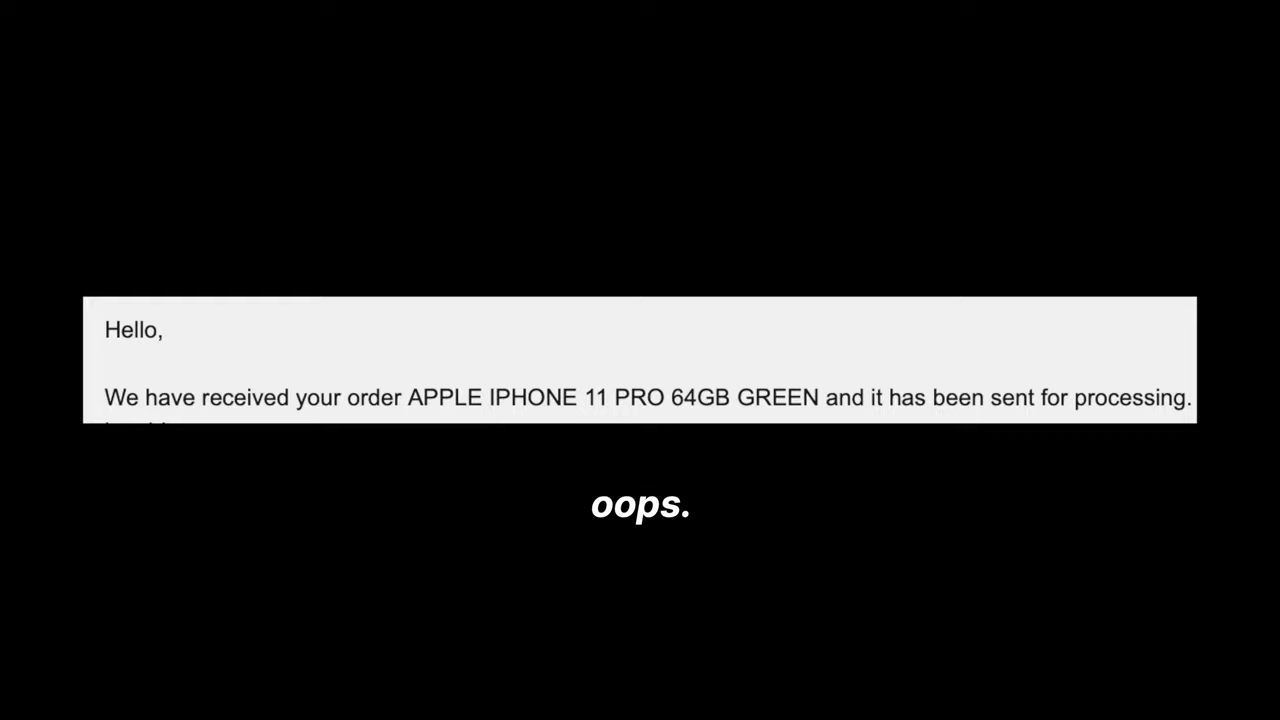 Hello,
We have received your order APPLE IPHONE 11 PRO 64GB GREEN and it has been sent for processing.
oops.